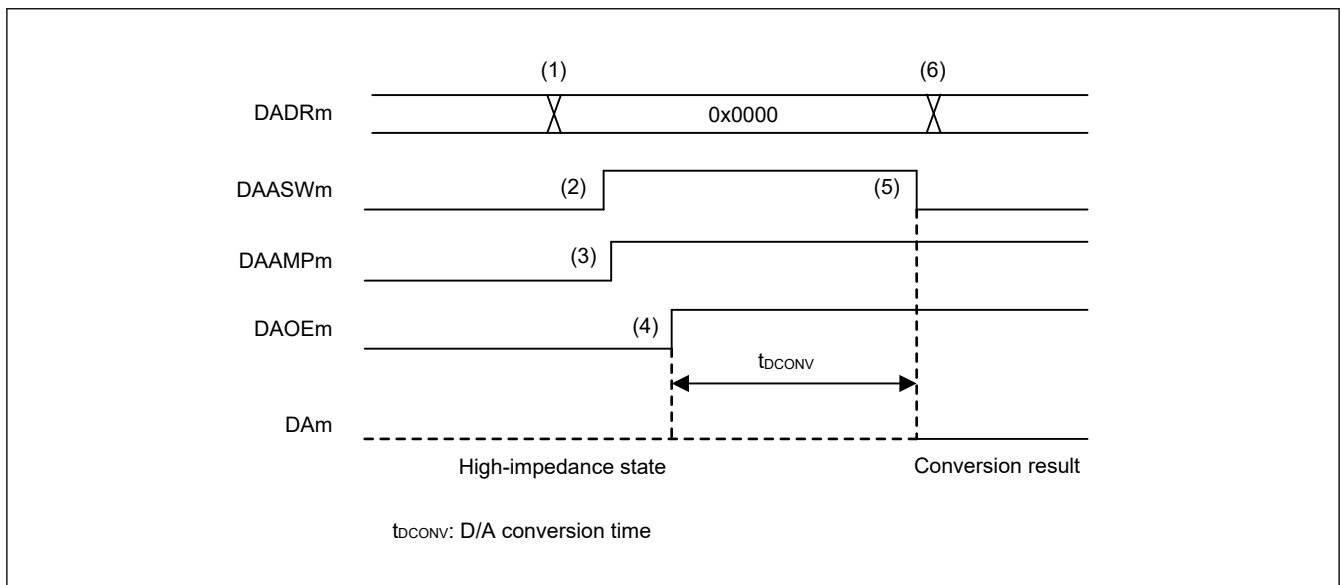 (1) (6)
DADRm 0x0000
DAASWm (2) (5)
DAAMPm (3)
DAOEm (4)
tDCONV
DAm
High-impedance state Conversion result
tDCONV: D/A conversion time